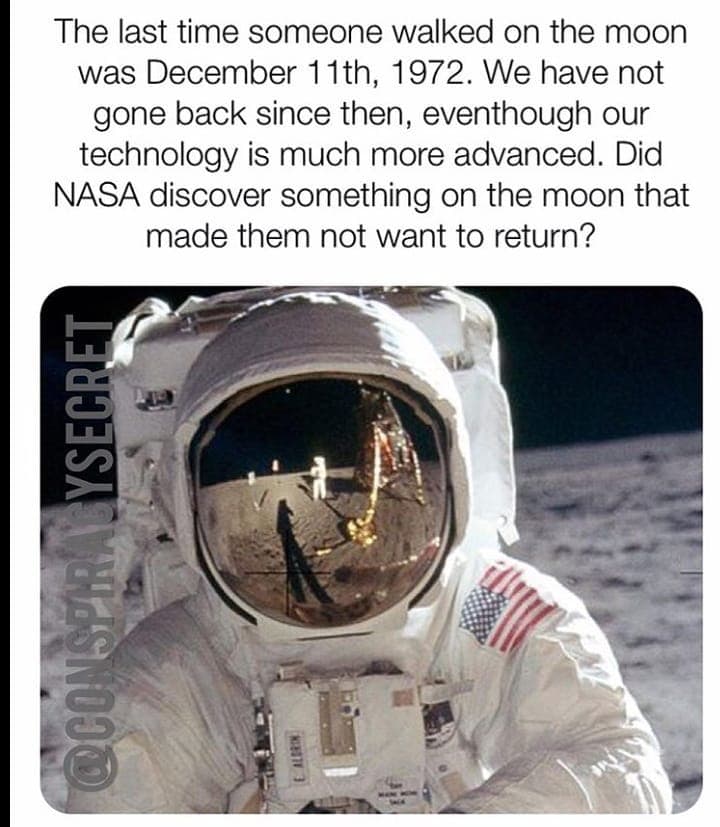 The last time someone walked on the moon
was December 11th, 1972. We have not
gone back since then, eventhough our
technology is much more advanced. Did
NASA discover something on the moon that
made them not want to return?
@CONSPIRACYSECRET
E. ALDRIN